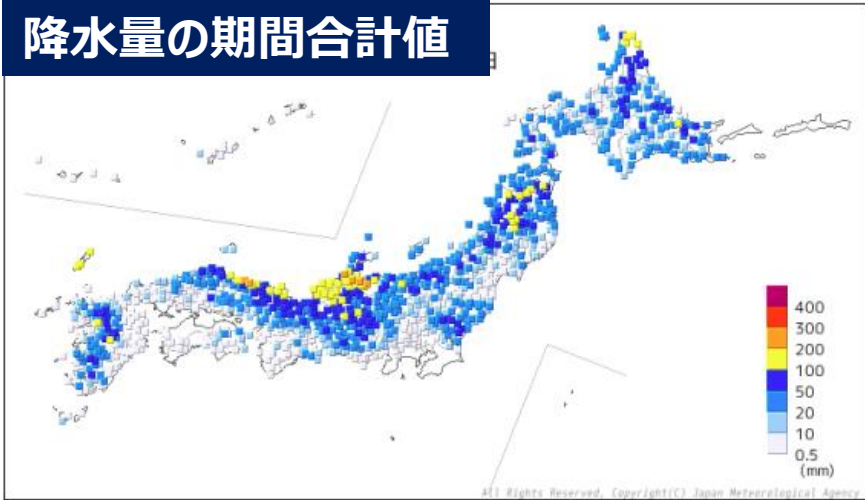 降水量の期間合計値
日
400
300
200
100
50
20
10
0.5
(mm)
All Rights Reserved, Copyright(C) Japan Meteorological Agency